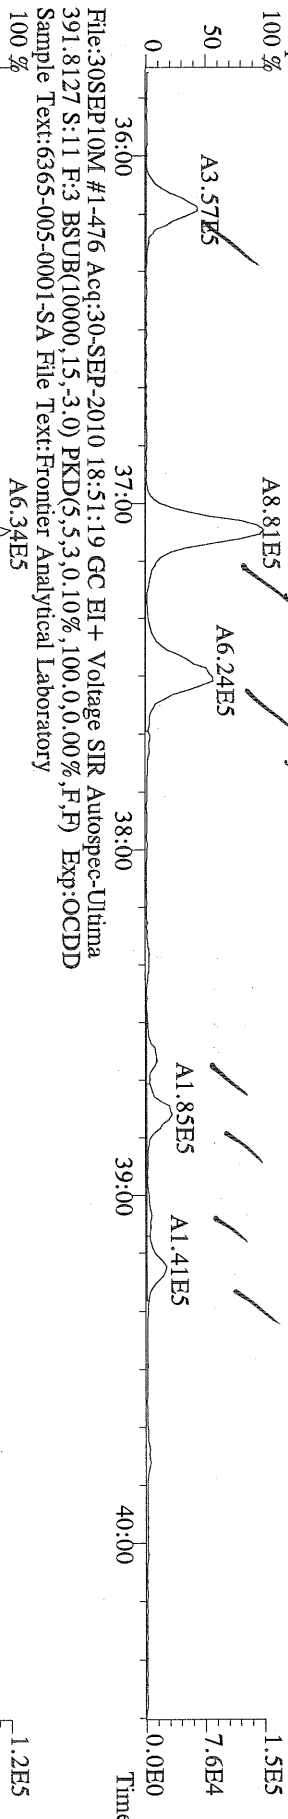 100 %
A8.81E5
1.5E5
A6.24E5
A3.57E5
50
7.6E4
A1.85E5
A1.41E5
0
0.0E0
36:00
37:00
38:00
39:00
40:00
Time
File:30SEP10M #1-476 Acq:30-SEP-2010 18:51:19 GC EI+ Voltage SIR Autospec-Ultima
391.8127 S:11 F:3 BSUB(10000,15,-3.0) PKD(5,5,3,0.10%,100.0,0.00%,F,F) Exp:OCDD
Sample Text:6365-005-0001-SA File Text:Frontier Analytical Laboratory
100 %
A6.34E5
1.2E5